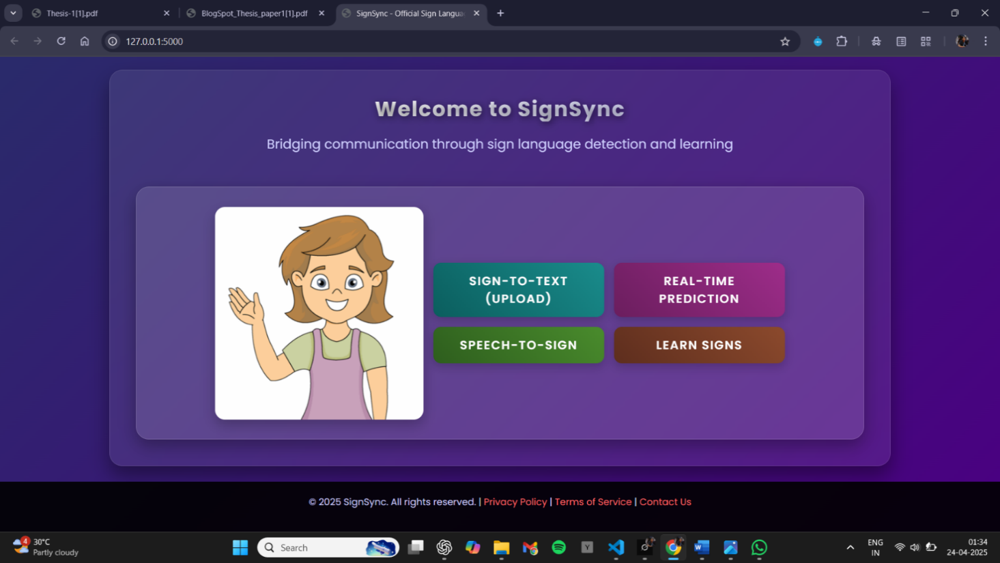 Thesis-1[1].pdf
BlogSpot_Thesis_paper1[1].pdf
SignSync - Official Sign Langua
127.0.0.1:5000
Welcome to SignSync
Bridging communication through sign language detection and learning
SIGN-TO-TEXT
(UPLOAD)
REAL-TIME
PREDICTION
SPEECH-TO-SIGN
LEARN SIGNS
© 2025 SignSync. All rights reserved. | Privacy Policy | Terms of Service | Contact Us
4
30°C
Partly cloudy
Search
Y
W
ENG
IN
01:34
24-04-2025